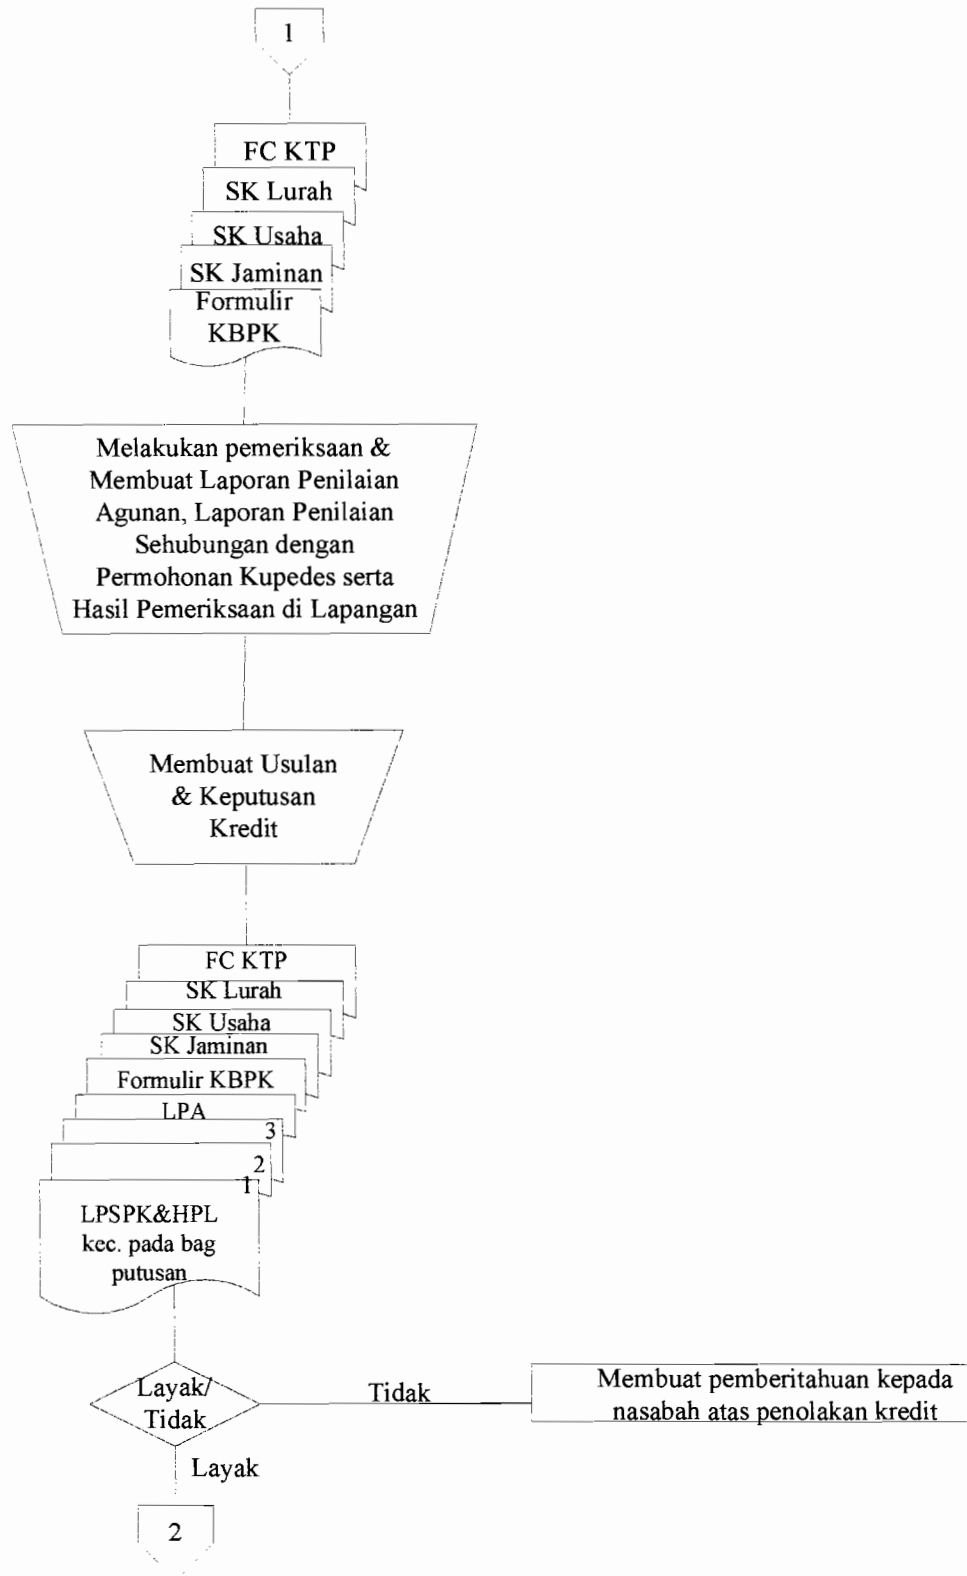 1
FC KTP
SK Lurah
SK Usaha
SK Jaminan
Formulir
KBPK
Melakukan pemeriksaan &
Membuat Laporan Penilaian
Agunan, Laporan Penilaian
Sehubungan dengan
Permohonan Kupedes serta
Hasil Pemeriksaan di Lapangan
Membuat Usulan
& Keputusan
Kredit
FC KTP
SK Lurah
SK Usaha
SK Jaminan
Formulir KBPK
LPA
3
2
1
LPSPK&HPL
kec. pada bag
putusan
Layak/
Tidak
Tidak
Membuat pemberitahuan kepada
nasabah atas penolakan kredit
Layak
2